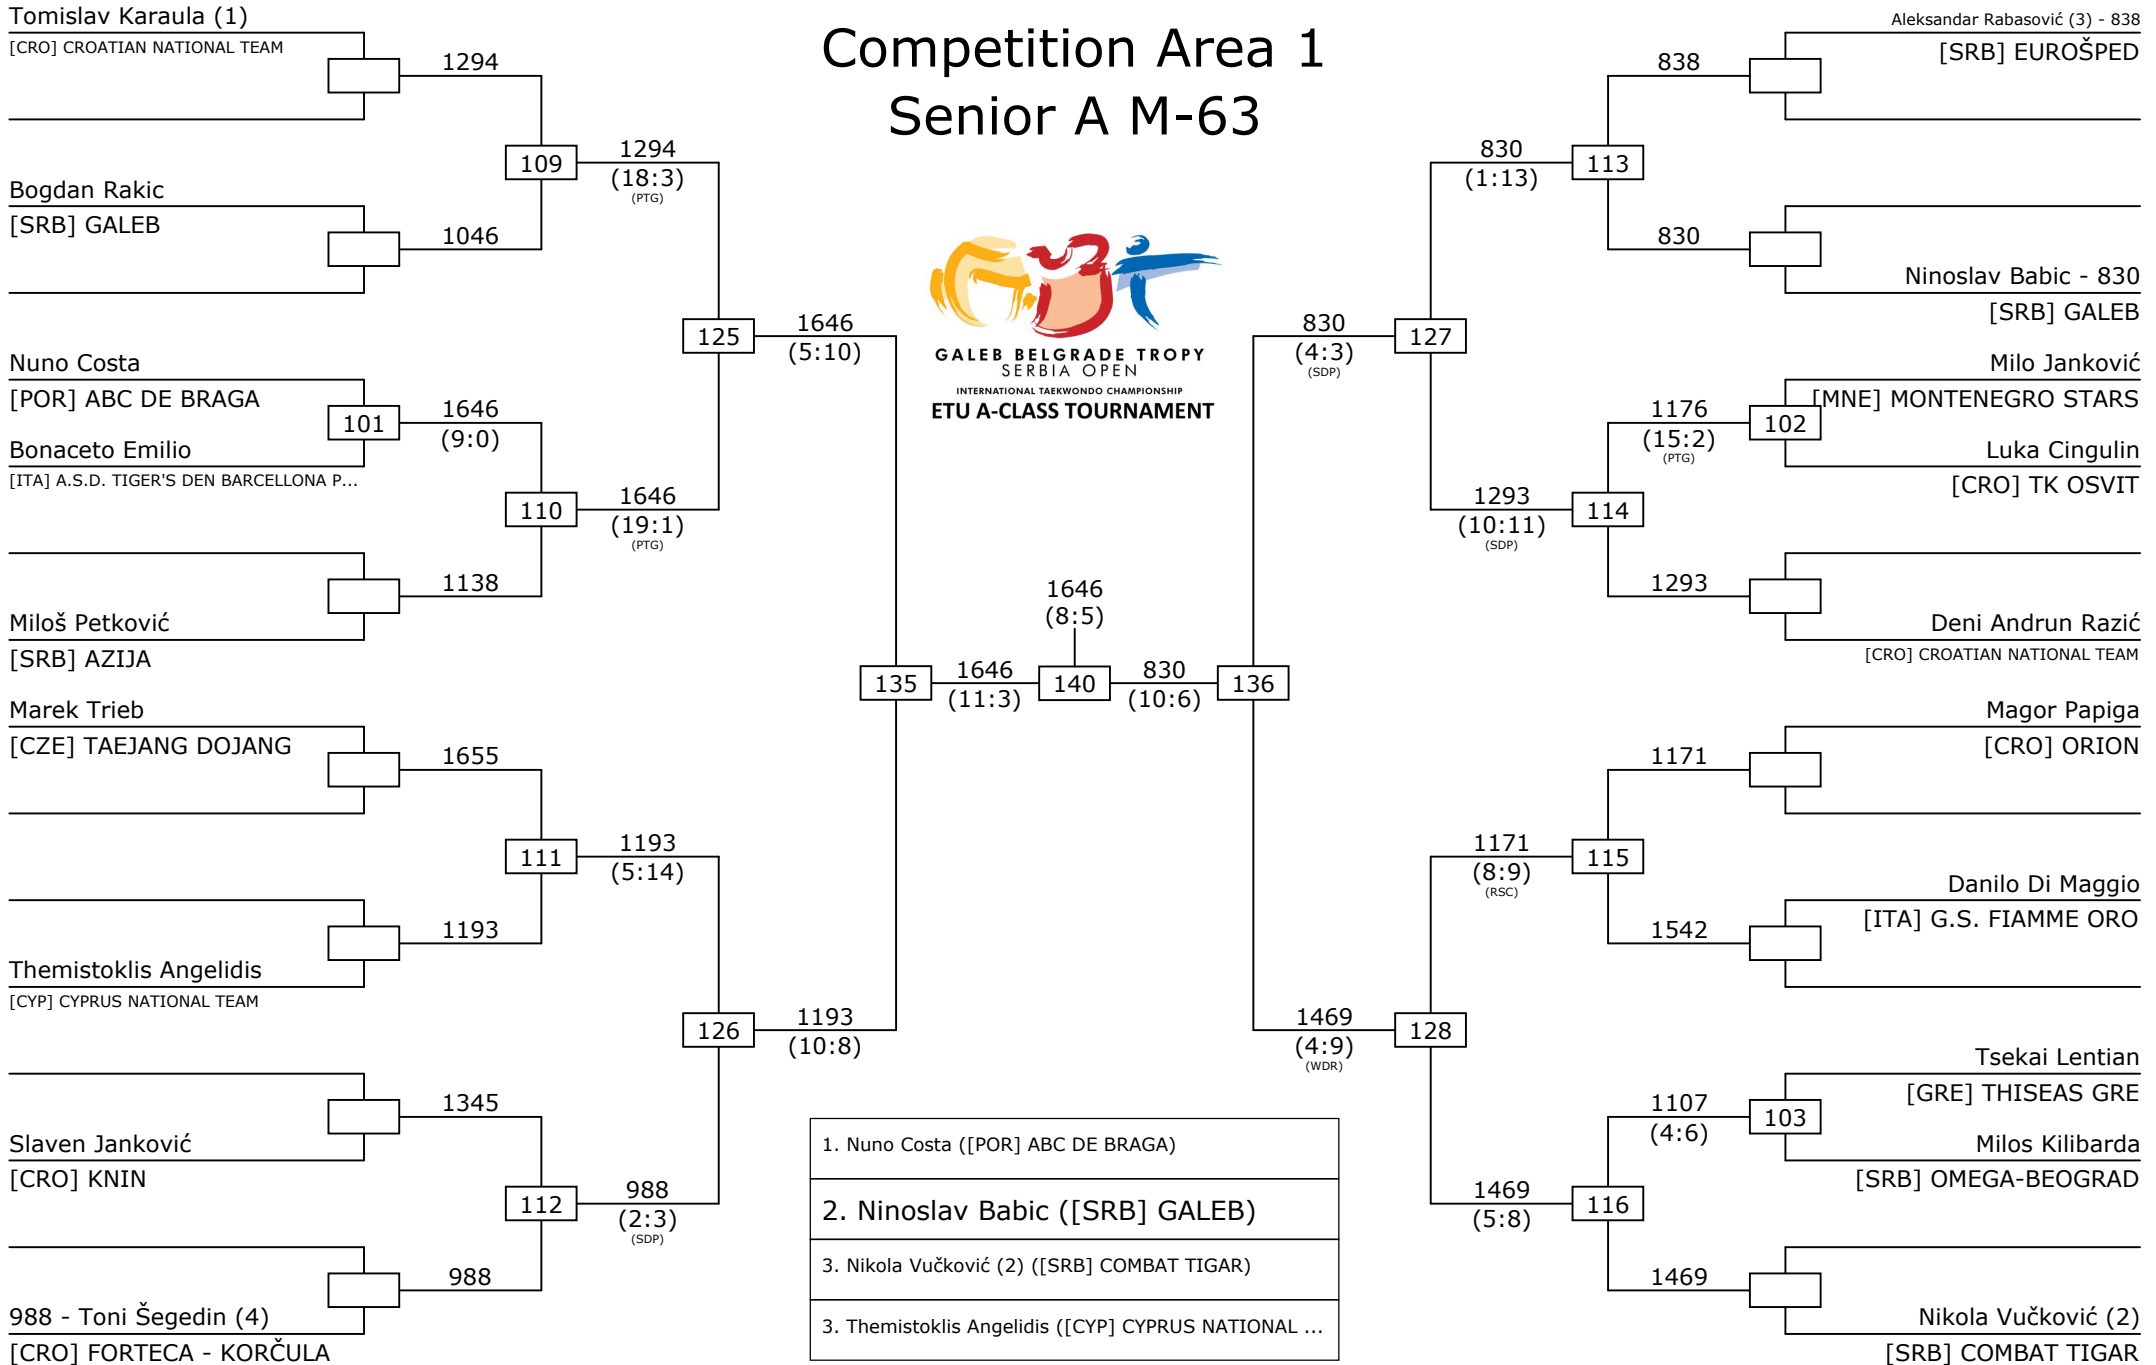 Competition Area 1
Senior A M-63
Tomislav Karaula (1)
[CRO] CROATIAN NATIONAL TEAM
1294
Bogdan Rakic
[SRB] GALEB
1046
109
1294
(18:3)
(PTG)
Nuno Costa
[POR] ABC DE BRAGA
101
1646
(9:0)
Bonaceto Emilio
[ITA] A.S.D. TIGER'S DEN BARCELLONA P...
110
1646
(19:1)
(PTG)
1138
Miloš Petković
[SRB] AZIJA
125
1646
(5:10)
Marek Trieb
[CZE] TAEJANG DOJANG
1655
111
1193
(5:14)
1193
Themistoklis Angelidis
[CYP] CYPRUS NATIONAL TEAM
126
1193
(10:8)
1345
Slaven Janković
[CRO] KNIN
112
988
(2:3)
(SDP)
988
988 - Toni Šegedin (4)
[CRO] FORTECA - KORČULA
GALEB BELGRADE TROPY
SERBIA OPEN
INTERNATIONAL TAEKWONDO CHAMPIONSHIP
ETU A-CLASS TOURNAMENT
135
1646
(11:3)
1646
(8:5)
140
830
(10:6)
136
Aleksandar Rabasović (3) - 838
[SRB] EUROŠPED
838
830
(1:13)
113
830
Ninoslav Babic - 830
[SRB] GALEB
830
(4:3)
(SDP)
127
Milo Janković
[MNE] MONTENEGRO STARS
1176
(15:2)
(PTG)
102
Luka Cingulin
[CRO] TK OSVIT
1293
(10:11)
(SDP)
114
1293
Deni Andrun Razić
[CRO] CROATIAN NATIONAL TEAM
Magor Papiga
[CRO] ORION
1171
1171
(8:9)
(RSC)
115
Danilo Di Maggio
[ITA] G.S. FIAMME ORO
1542
1469
(4:9)
(WDR)
128
Tsekai Lentian
[GRE] THISEAS GRE
1107
(4:6)
103
Milos Kilibarda
[SRB] OMEGA-BEOGRAD
1469
(5:8)
116
1469
Nikola Vučković (2)
[SRB] COMBAT TIGAR
1. Nuno Costa ([POR] ABC DE BRAGA)
2. Ninoslav Babic ([SRB] GALEB)
3. Nikola Vučković (2) ([SRB] COMBAT TIGAR)
3. Themistoklis Angelidis ([CYP] CYPRUS NATIONAL ...